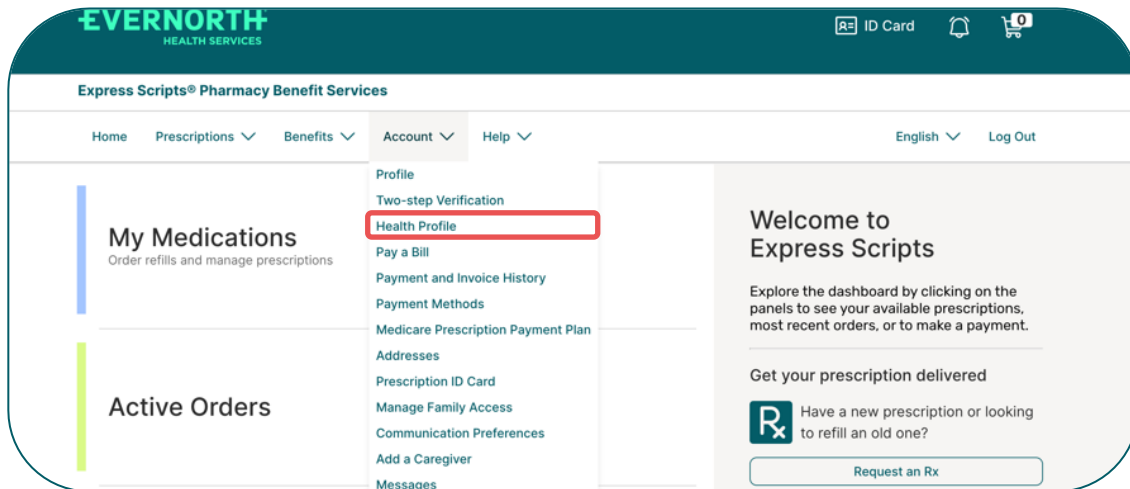 EVERNORTH
HEALTH SERVICES
ID Card
0
Express Scripts® Pharmacy Benefit Services
Home Prescriptions Benefits Account Help English Log Out
Profile
Two-step Verification
Health Profile
Pay a Bill
Payment and Invoice History
Payment Methods
Medicare Prescription Payment Plan
Addresses
Prescription ID Card
Manage Family Access
Communication Preferences
Add a Caregiver
Messages
My Medications
Order refills and manage prescriptions
Active Orders
Welcome to
Express Scripts
Explore the dashboard by clicking on the
panels to see your available prescriptions,
most recent orders, or to make a payment.
Get your prescription delivered
Rx
Have a new prescription or looking
to refill an old one?
Request an Rx